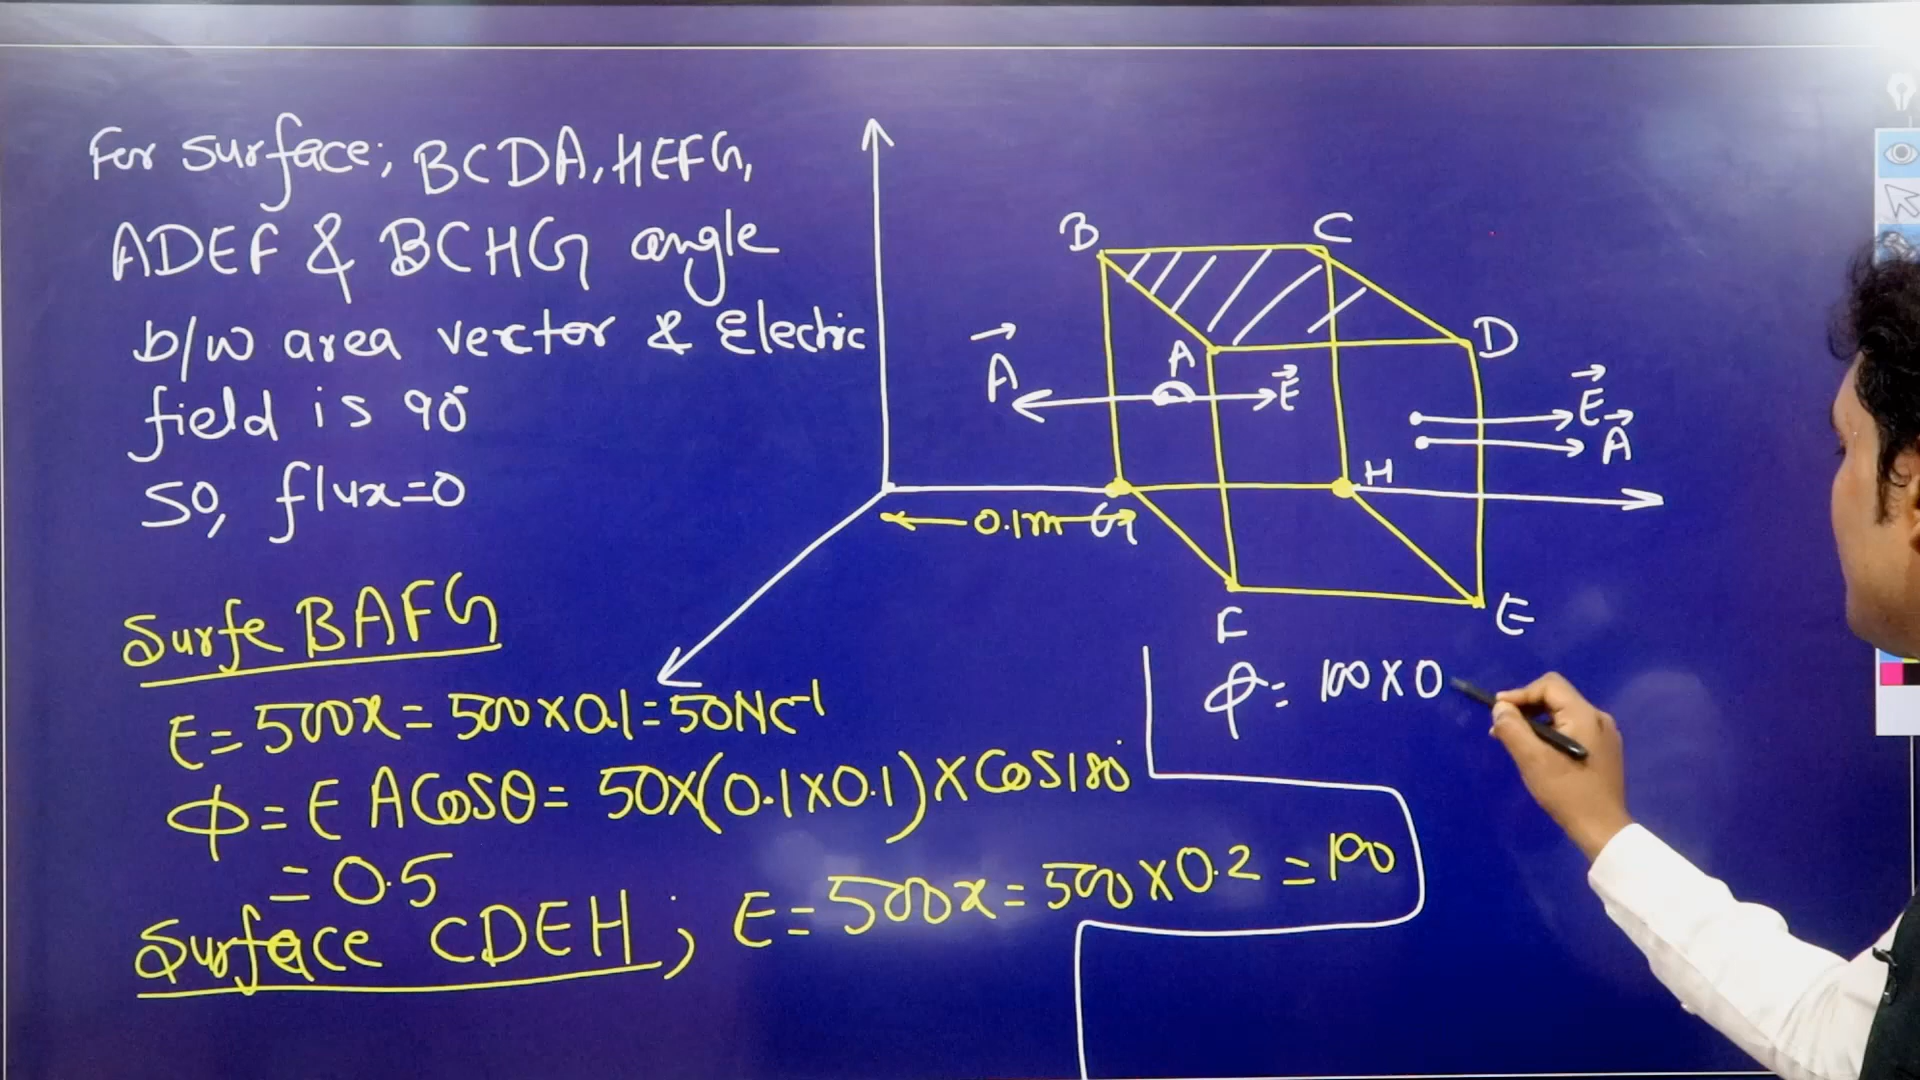 For surface; BCDA, HEFG,
ADEF & BCHG angle
b/w area vector & Electric
field is 90°
so, flux=0
Surfe BAFG
E = 500x = 500×0.1 = 50NC⁻¹
ϕ = E A Cosθ = 50×(0.1×0.1)×Cos180°
= 0.5
Surface CDEH; E = 500x = 500×0.2 = 100
B C
A D
A⃗ E⃗
E⃗
A⃗
H
0.1m G
F E
ϕ = 100×0